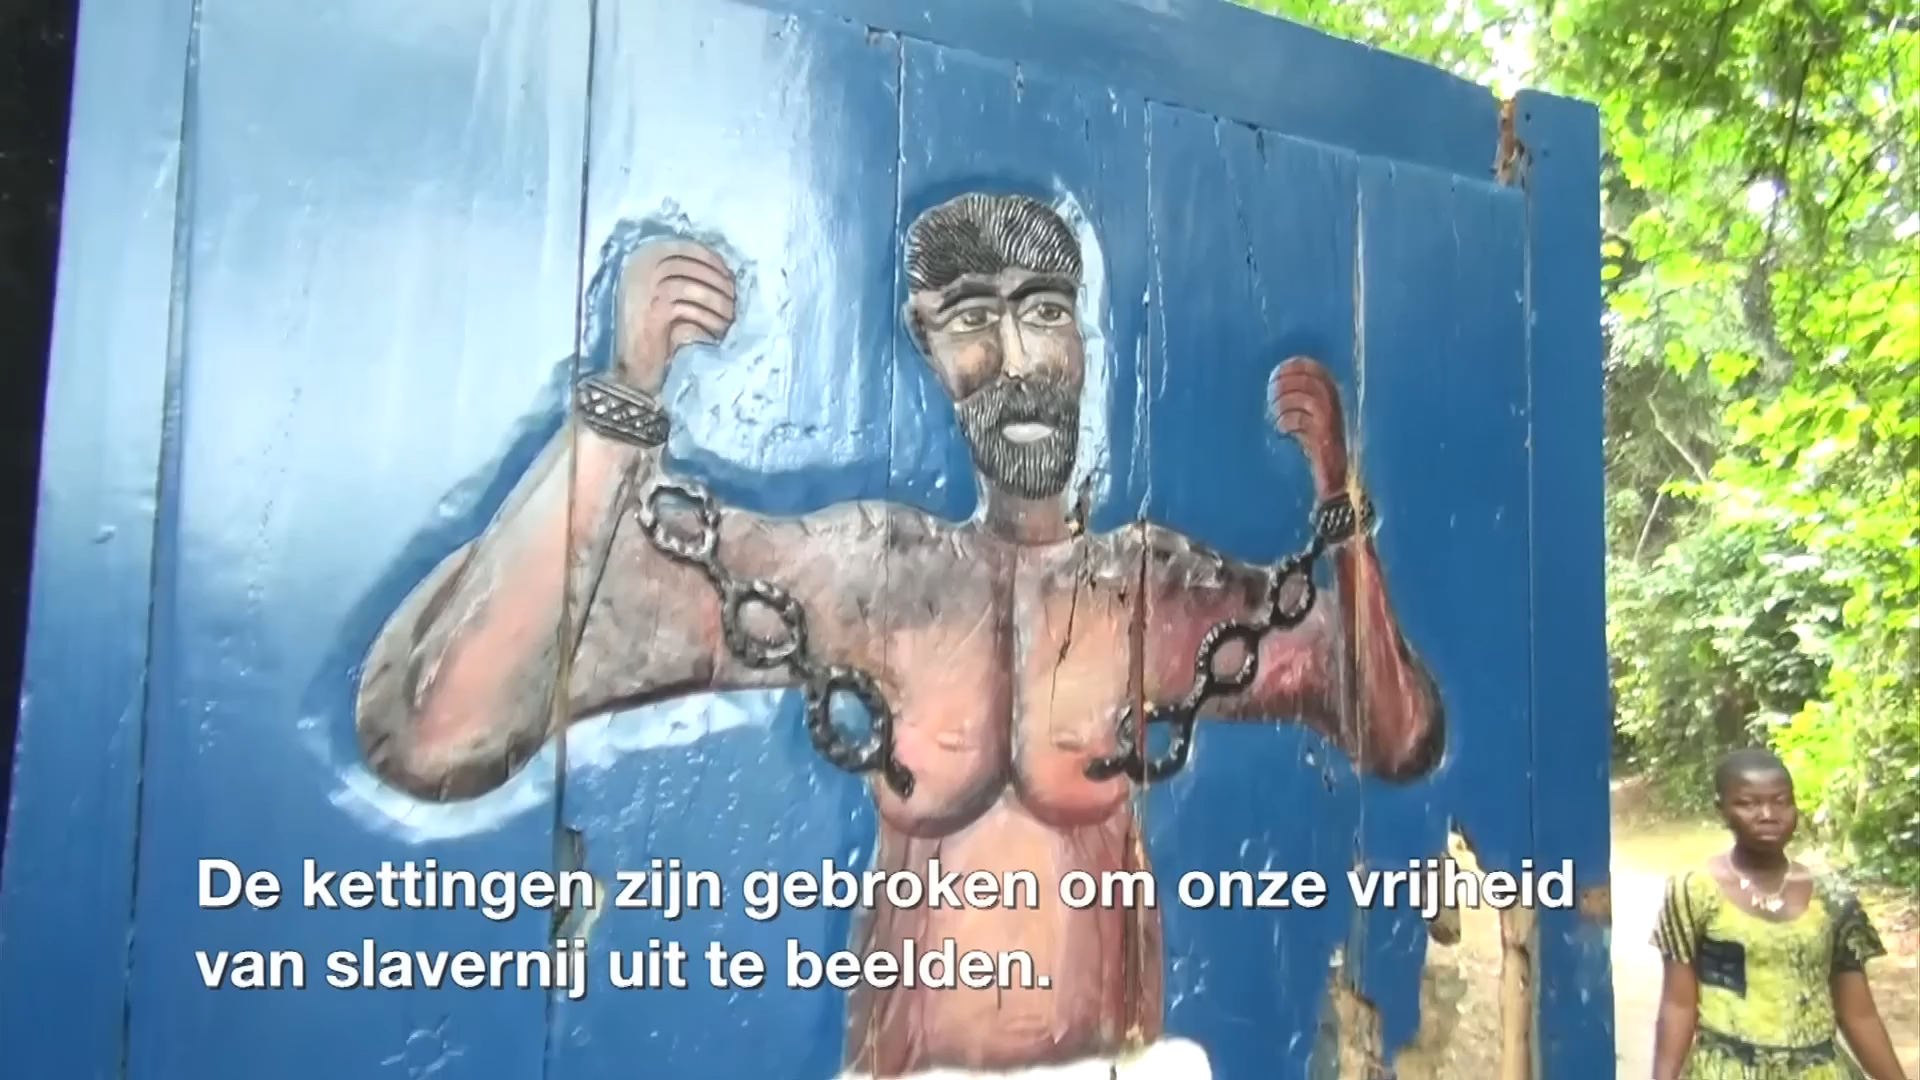 De kettingen zijn gebroken om onze vrijheid
van slavernij uit te beelden.